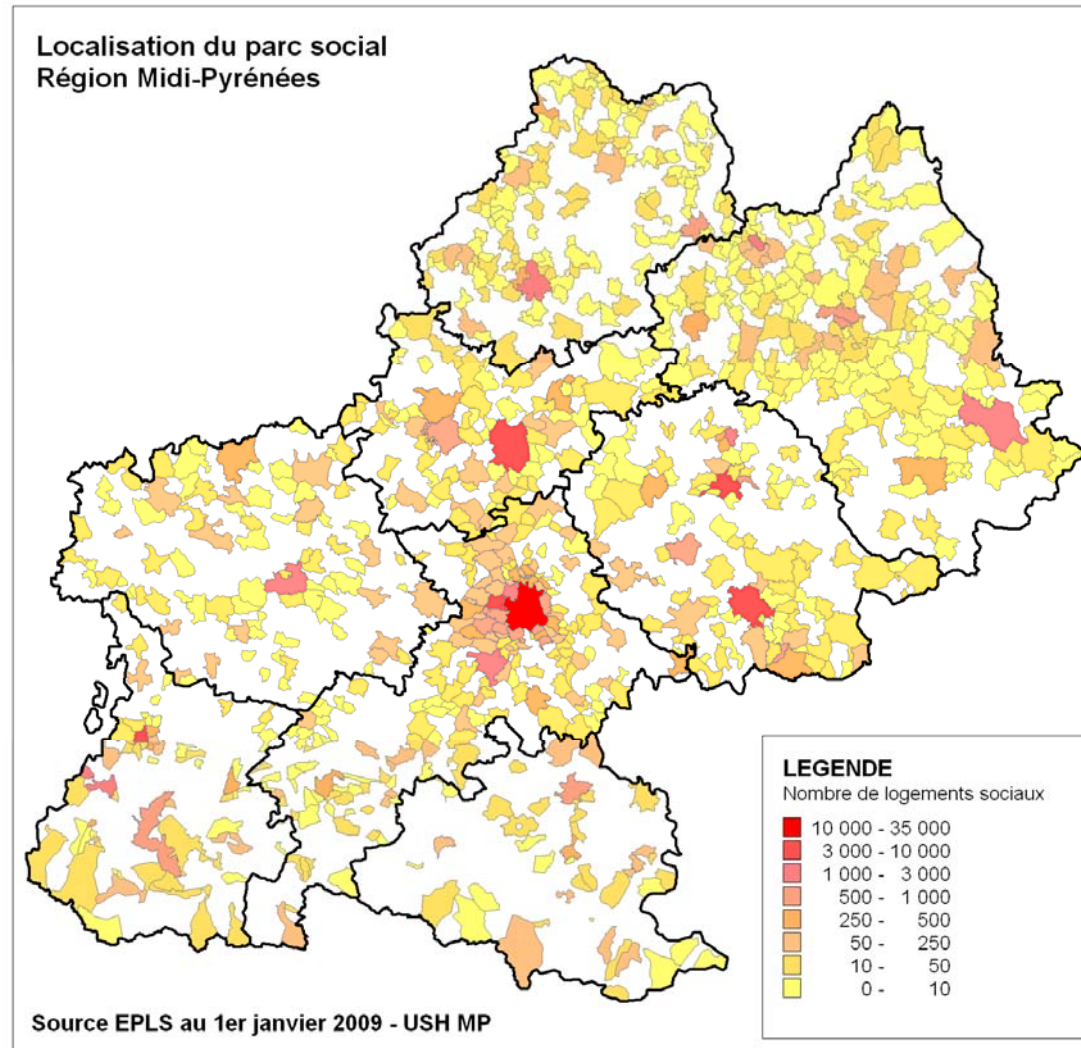 Localisation du parc social
Région Midi-Pyrénées
LEGENDE
Nombre de logements sociaux
10 000 - 35 000
3 000 - 10 000
1 000 - 3 000
500 - 1 000
250 - 500
50 - 250
10 - 50
0 - 10
Source EPLS au 1er janvier 2009 - USH MP